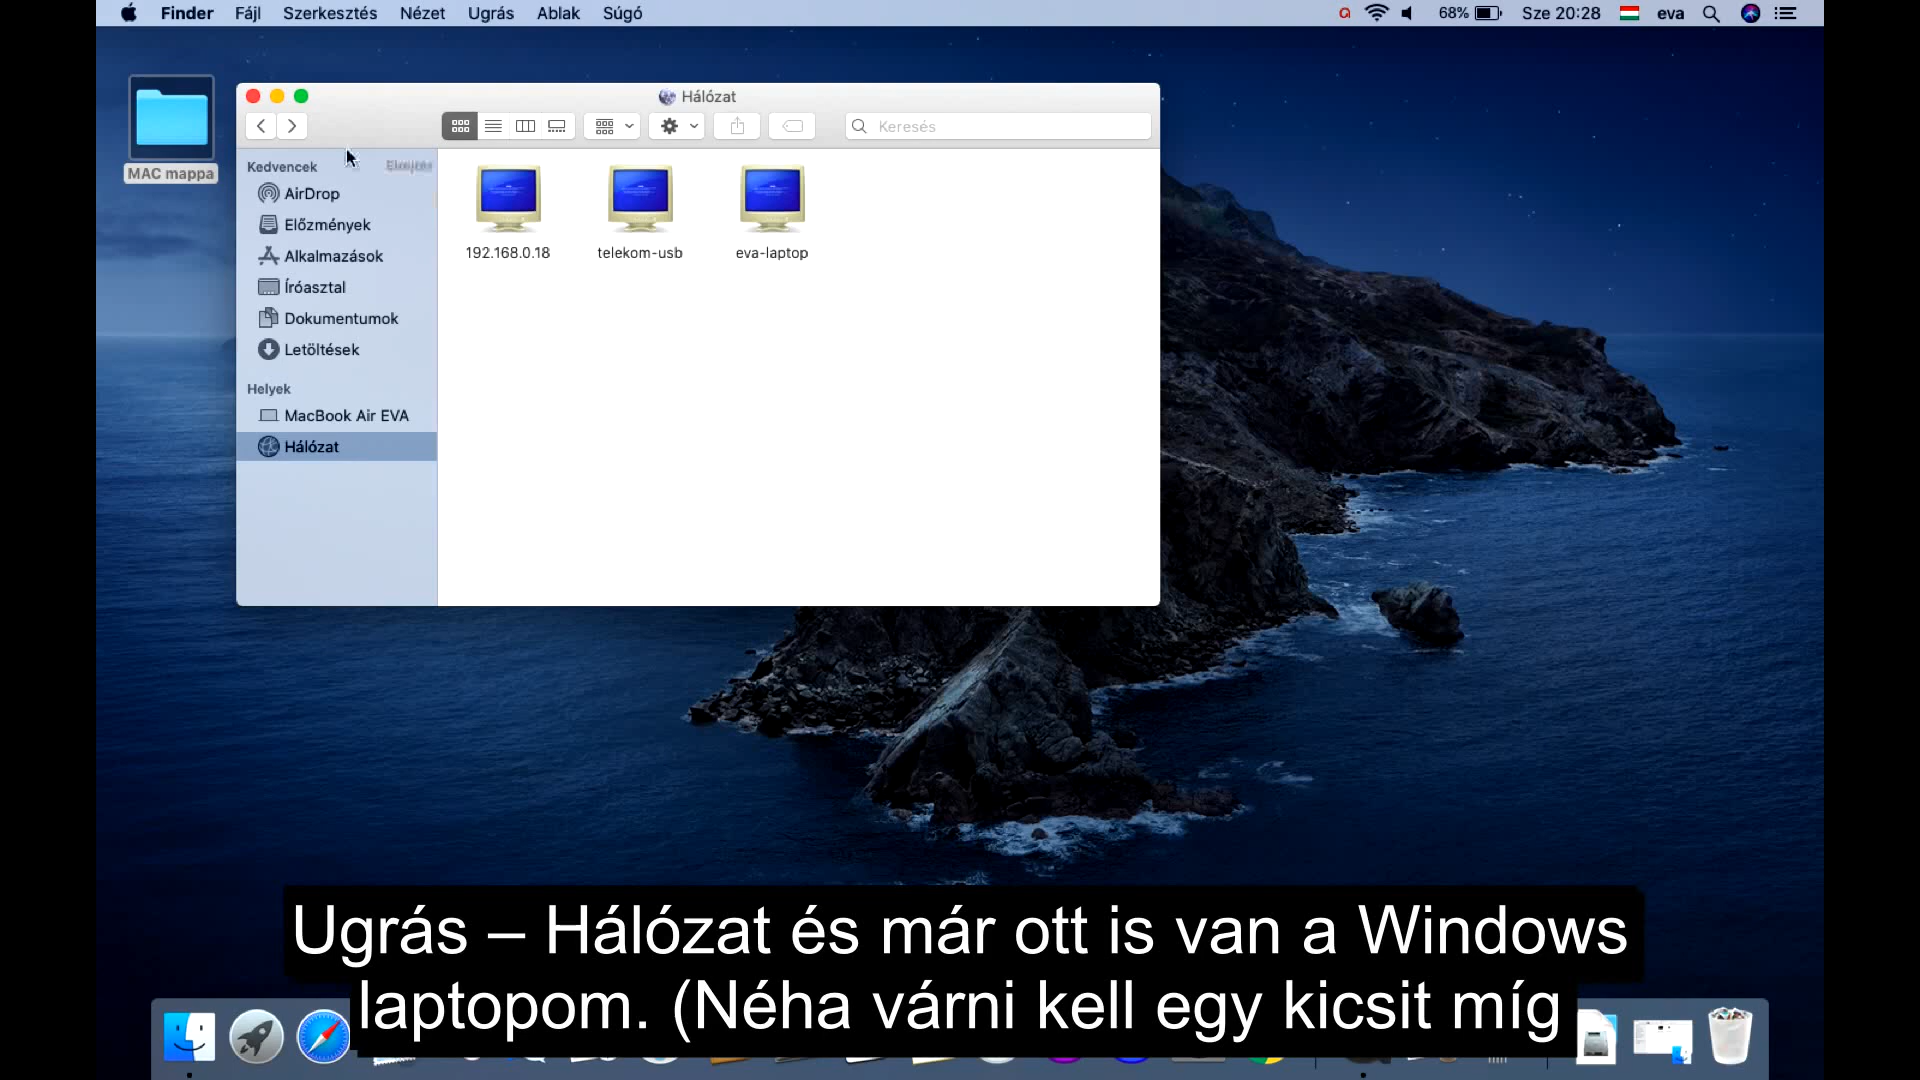 Finder Fájl Szerkesztés Nézet Ugrás Ablak Súgó 68% Sze 20:28 eva
MAC mappa
Hálózat
Keresés
Kedvencek
AirDrop
Előzmények
Alkalmazások
Íróasztal
Dokumentumok
Letöltések
Helyek
MacBook Air EVA
Hálózat
192.168.0.18 telekom-usb eva-laptop
Ugrás – Hálózat és már ott is van a Windows
laptopom. (Néha várni kell egy kicsit míg